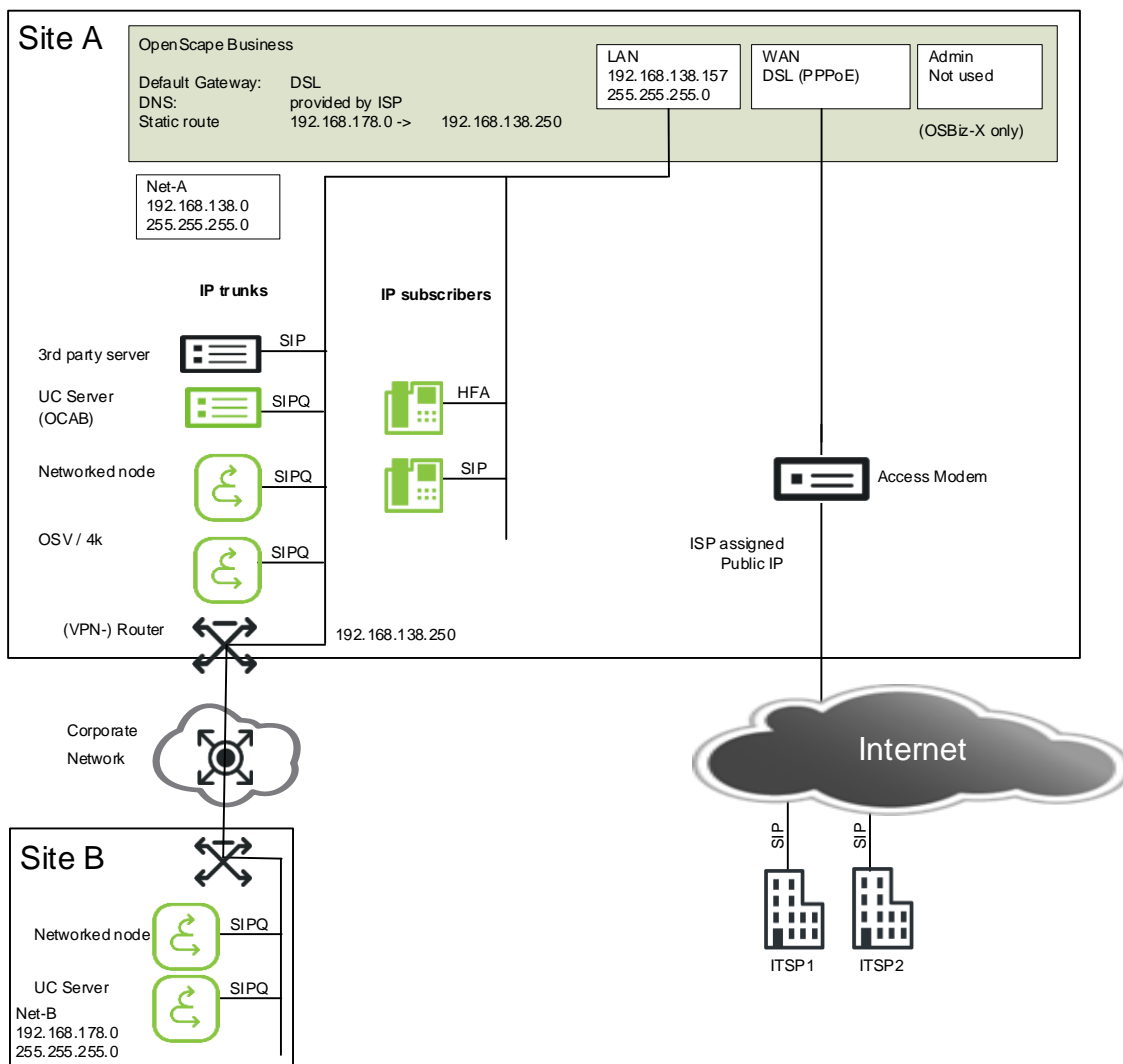 Site A
OpenScape Business
Default Gateway: DSL
DNS: provided by ISP
Static route 192.168.178.0 -> 192.168.138.250
LAN
192.168.138.157
255.255.255.0
WAN
DSL (PPPoE)
Admin
Not used
(OSBiz-X only)
Net-A
192.168.138.0
255.255.255.0
IP trunks
IP subscribers
3rd party server
SIP
UC Server
(OCAB)
SIPQ
HFA
Networked node
SIPQ
SIP
Access Modem
OSV / 4k
SIPQ
ISP assigned
Public IP
(VPN-) Router
192.168.138.250
Corporate
Network
Internet
Site B
SIP
SIP
Networked node
SIPQ
ITSP1
ITSP2
UC Server
SIPQ
Net-B
192.168.178.0
255.255.255.0